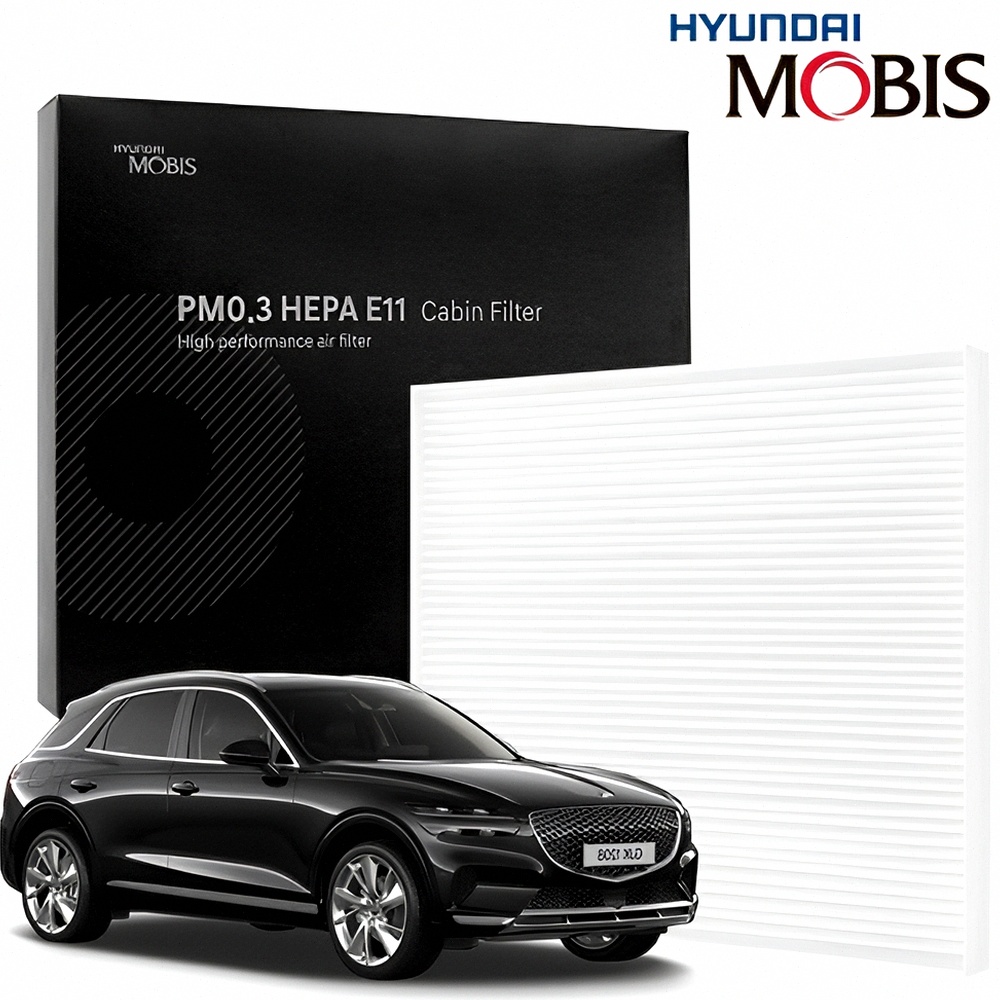 HYUNDAI
MOBIS
HYUNDAI
MOBIS
PM0.3 HEPA E11 Cabin Filter
High performance air filter